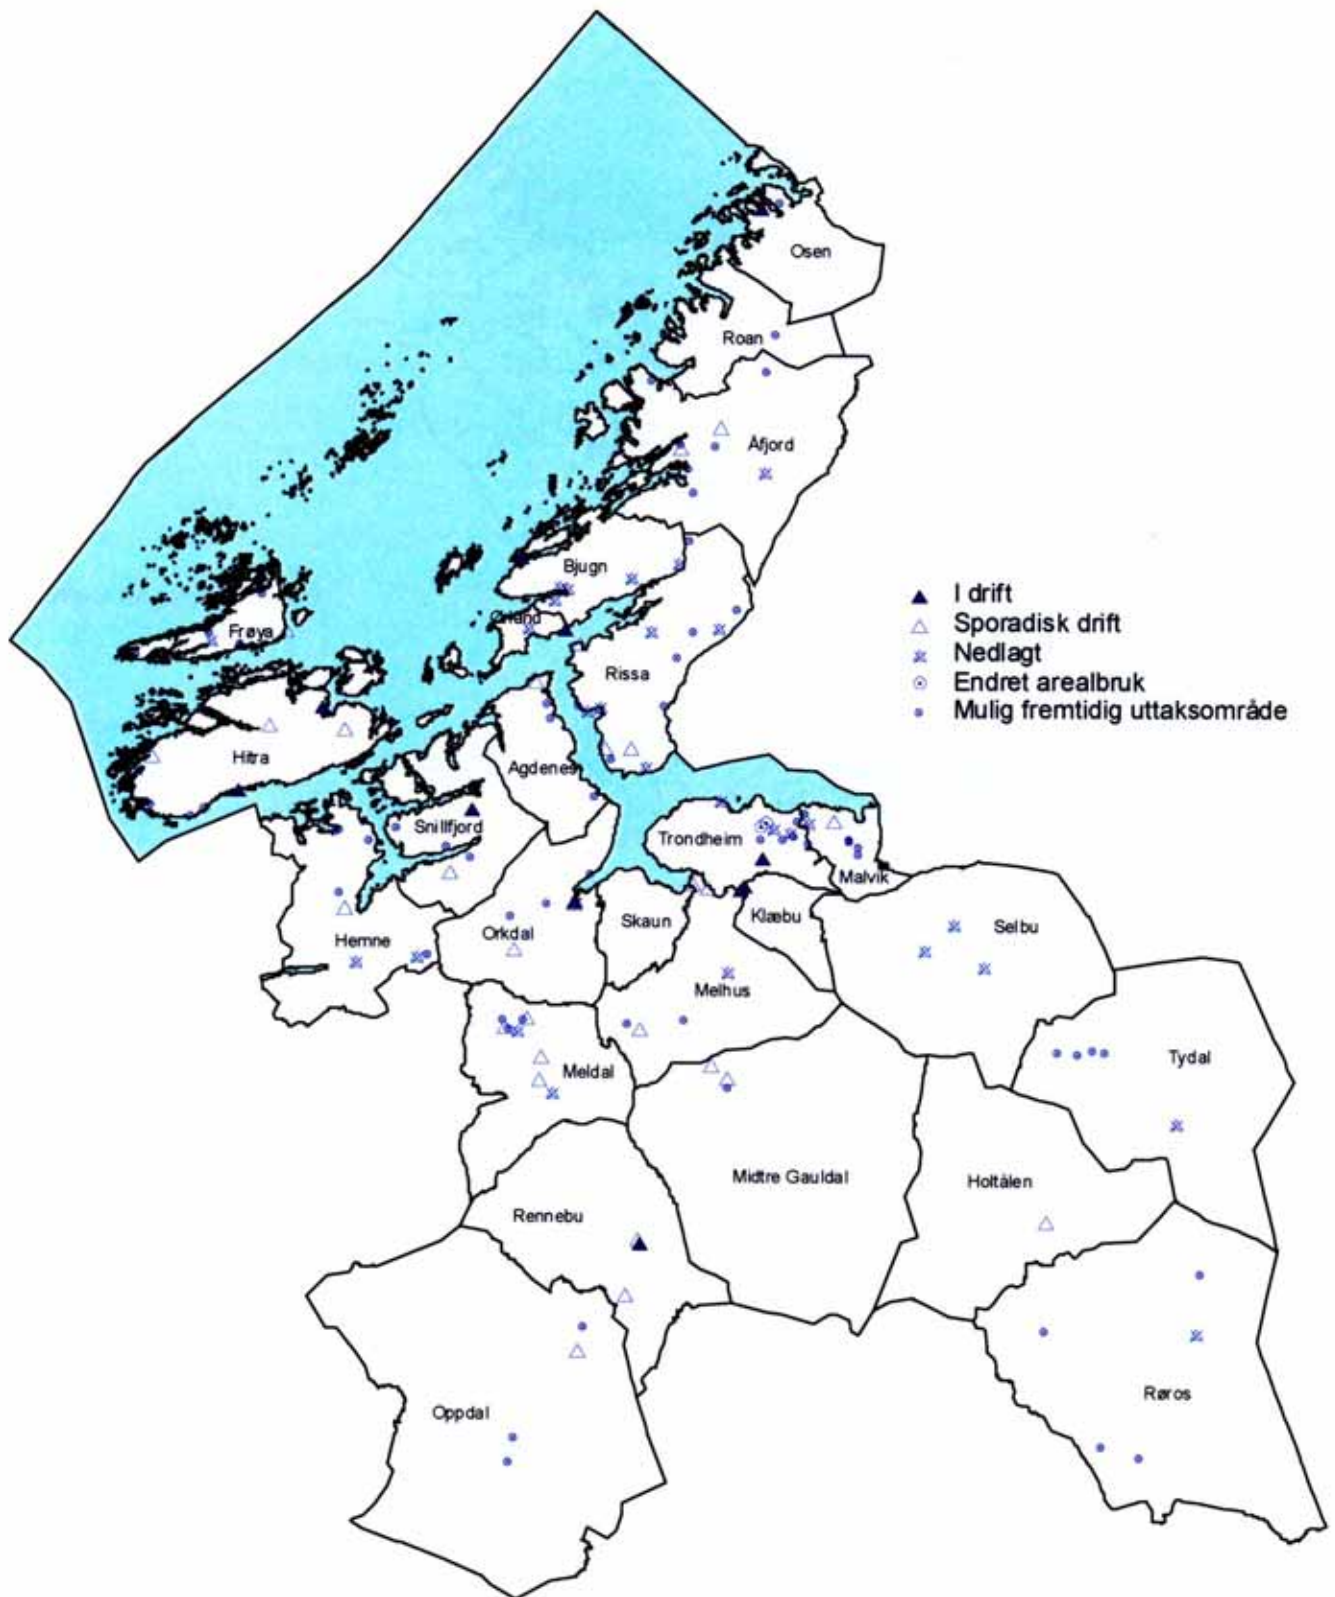 Osen
Roan
Åfjord
Bjugn
Ørland
Frøya
Rissa
Hitra
Agdenes
Snillfjord
Trondheim
Malvik
Klæbu
Skaun
Selbu
Orkdal
Hemne
Melhus
Tydal
Meldal
Midtre Gauldal
Holtålen
Rennebu
Røros
Oppdal
I drift
Sporadisk drift
Nedlagt
Endret arealbruk
Mulig fremtidig uttaksområde